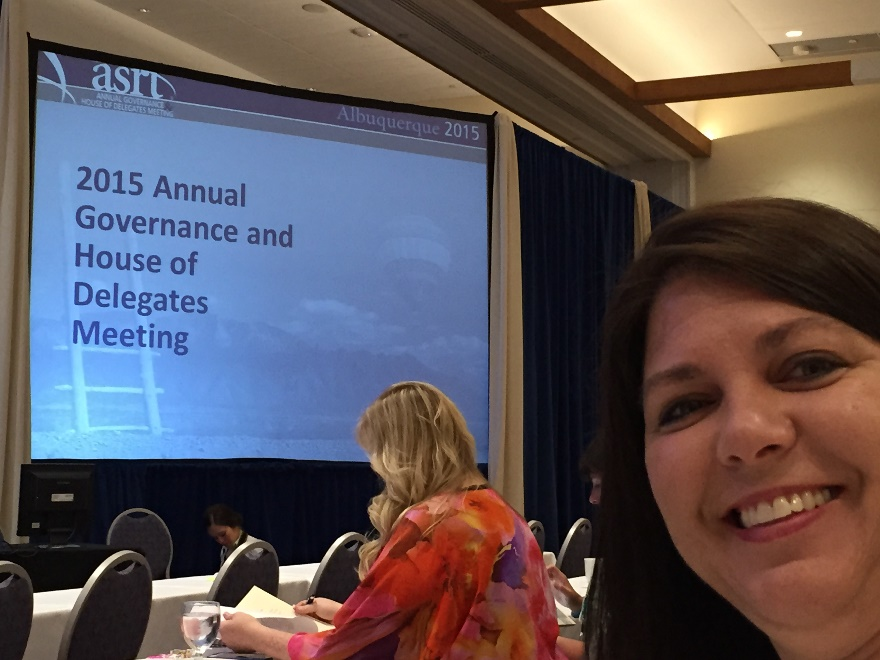 asrt
ANNUAL GOVERNANCE
HOUSE OF DELEGATES MEETING
Albuquerque 2015
2015 Annual
Governance and
House of
Delegates
Meeting